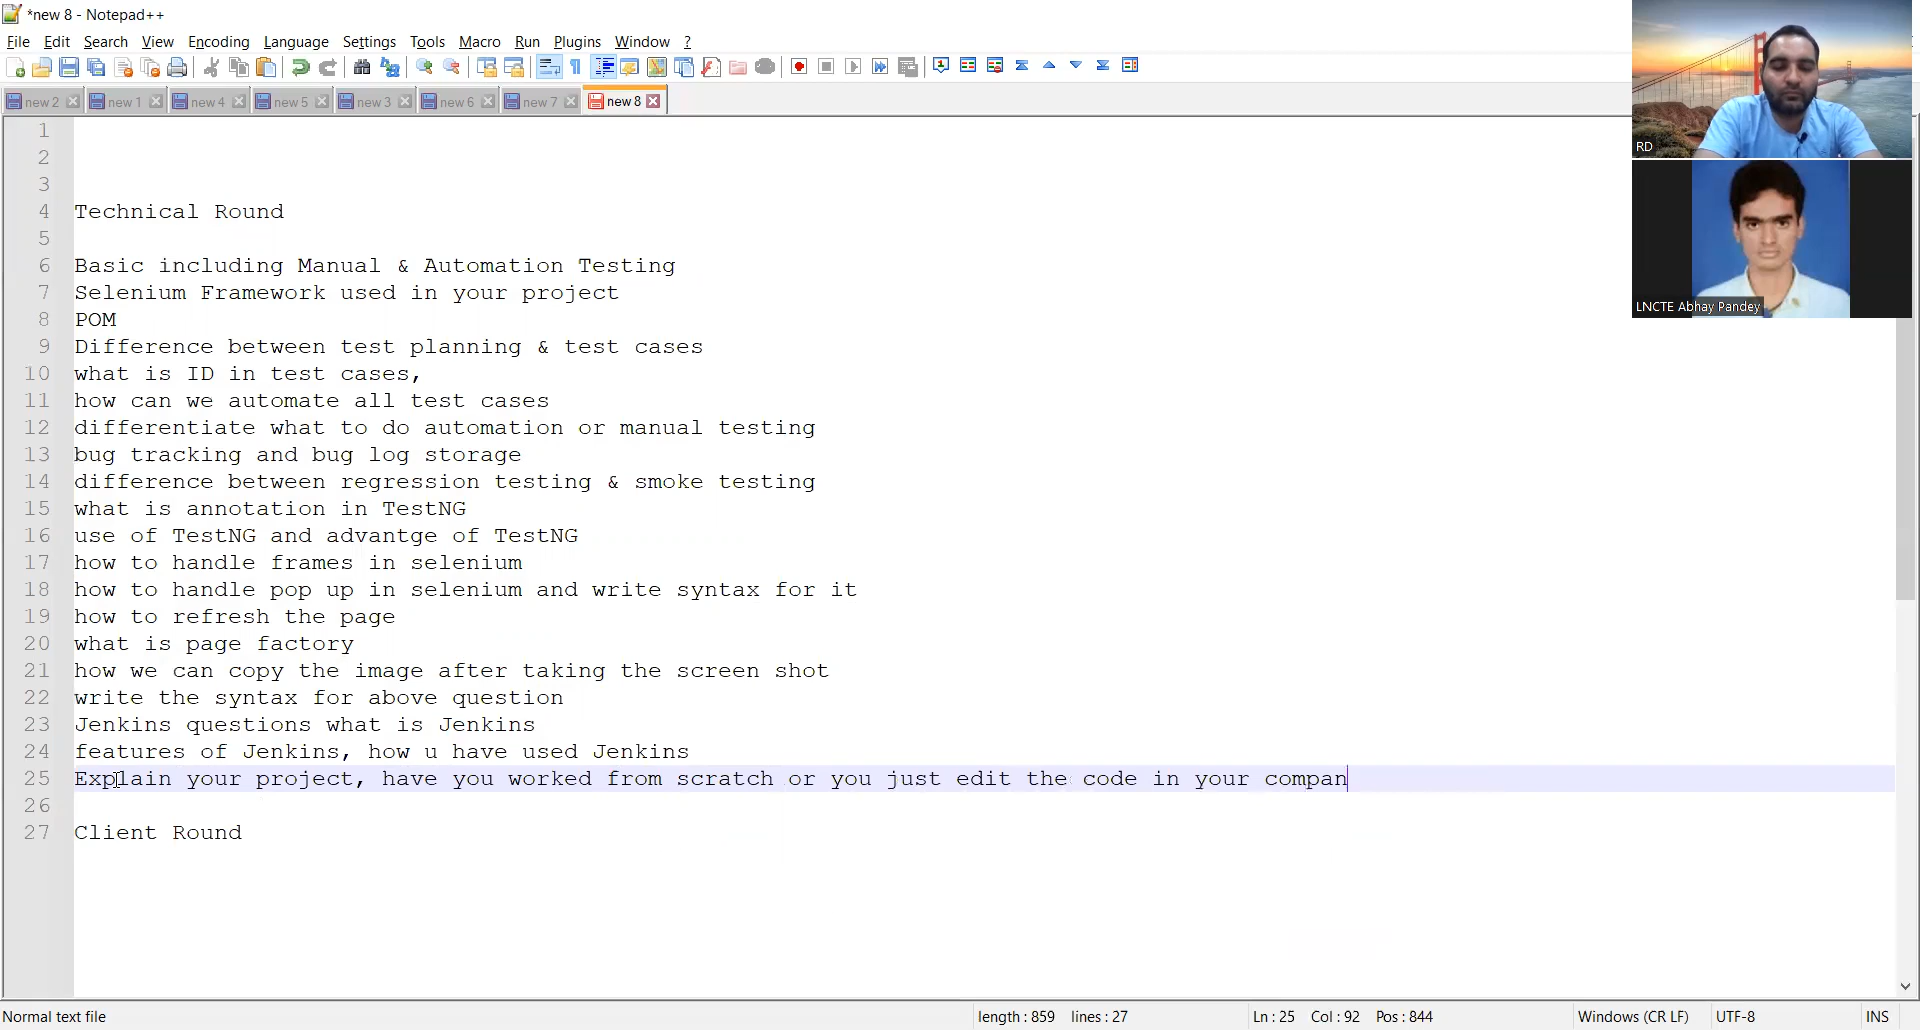 *new 8 - Notepad++
File Edit Search View Encoding Language Settings Tools Macro Run Plugins Window ?
new 2 new 1 new 4 new 5 new 3 new 6 new 7 new 8
RD
LNCTE Abhay Pandey
1
2
3
4 Technical Round
5
6 Basic including Manual & Automation Testing
7 Selenium Framework used in your project
8 POM
9 Difference between test planning & test cases
10 what is ID in test cases,
11 how can we automate all test cases
12 differentiate what to do automation or manual testing
13 bug tracking and bug log storage
14 difference between regression testing & smoke testing
15 what is annotation in TestNG
16 use of TestNG and advantge of TestNG
17 how to handle frames in selenium
18 how to handle pop up in selenium and write syntax for it
19 how to refresh the page
20 what is page factory
21 how we can copy the image after taking the screen shot
22 write the syntax for above question
23 Jenkins questions what is Jenkins
24 features of Jenkins, how u have used Jenkins
25 Explain your project, have you worked from scratch or you just edit the code in your compan
26
27 Client Round
Normal text file length : 859 lines : 27 Ln : 25 Col : 92 Pos : 844 Windows (CR LF) UTF-8 INS